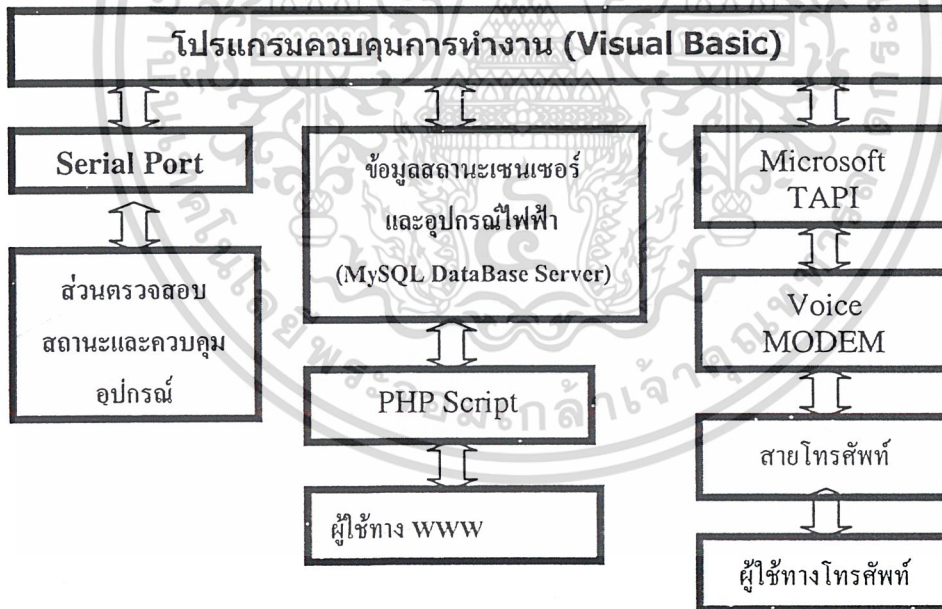 โปรแกรมควบคุมการทำงาน (Visual Basic)
Serial Port
ส่วนตรวจสอบ
สถานะและควบคุม
อุปกรณ์
ข้อมูลสถานะเซนเซอร์
และอุปกรณ์ไฟฟ้า
(MySQL DataBase Server)
PHP Script
ผู้ใช้ทาง WWW
Microsoft
TAPI
Voice
MODEM
สายโทรศัพท์
ผู้ใช้ทางโทรศัพท์